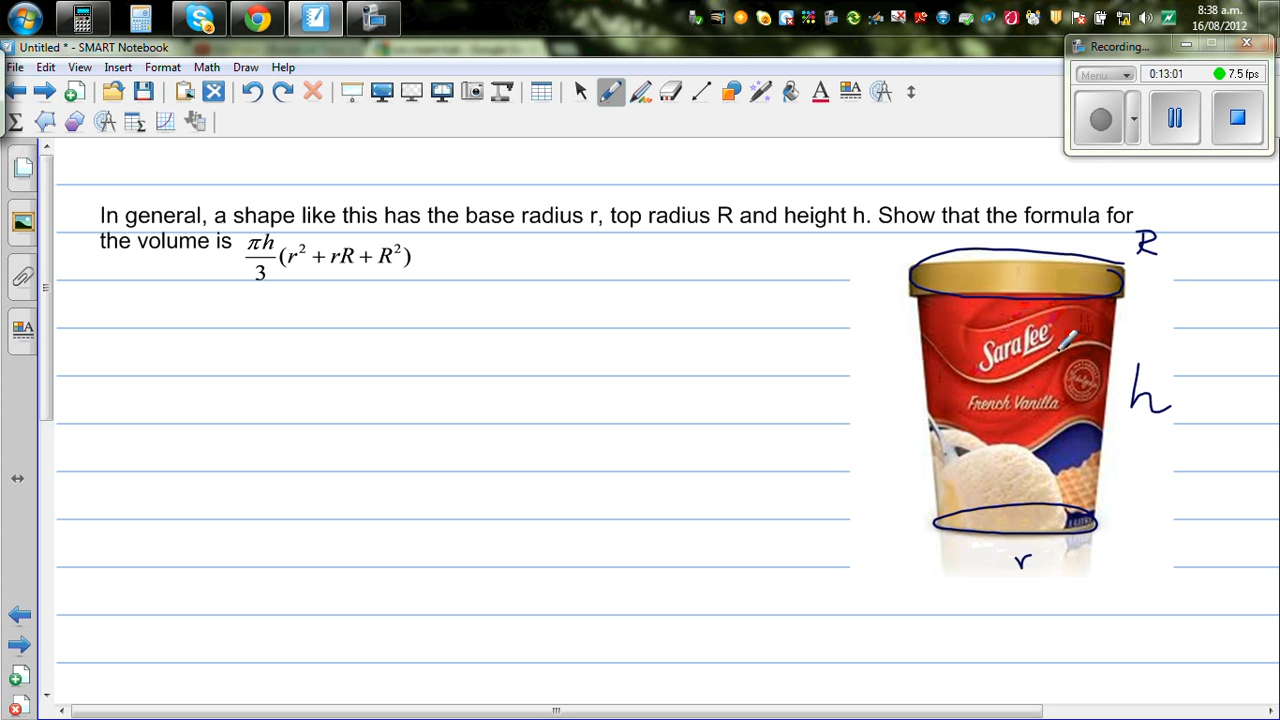 8:38 a.m.
16/08/2012
Untitled * - SMART Notebook
Recording...
File Edit View Insert Format Math Draw Help
Menu 0:13:01 7.5 fps
In general, a shape like this has the base radius r, top radius R and height h. Show that the formula for
the volume is πh/3 (r² + rR + R²)
R
Sara Lee
h
French Vanilla
r